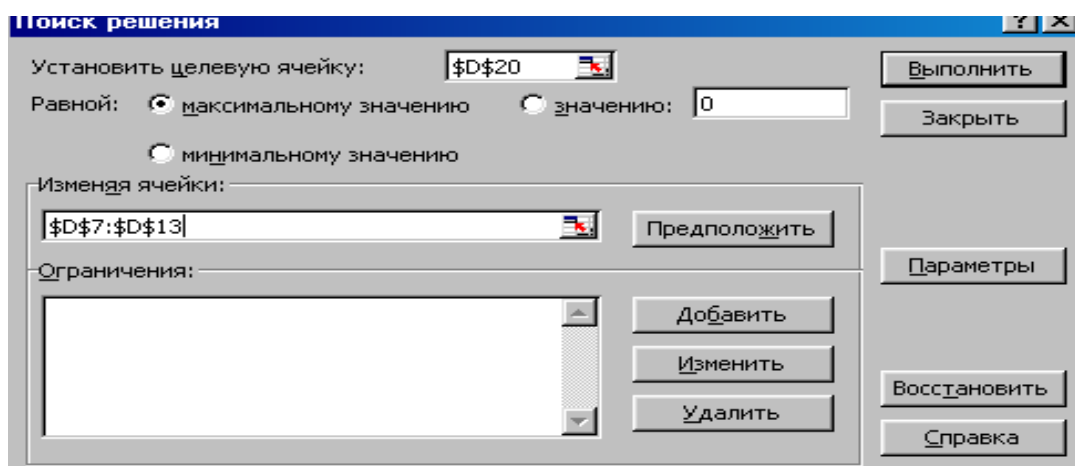 Поиск решения
Установить целевую ячейку: $D$20 Выполнить
Равной: максимальному значению значению: 0 Закрыть
минимальному значению
Изменяя ячейки:
$D$7:$D$13 Предположить
Ограничения: Параметры
Добавить
Изменить
Восстановить
Удалить
Справка